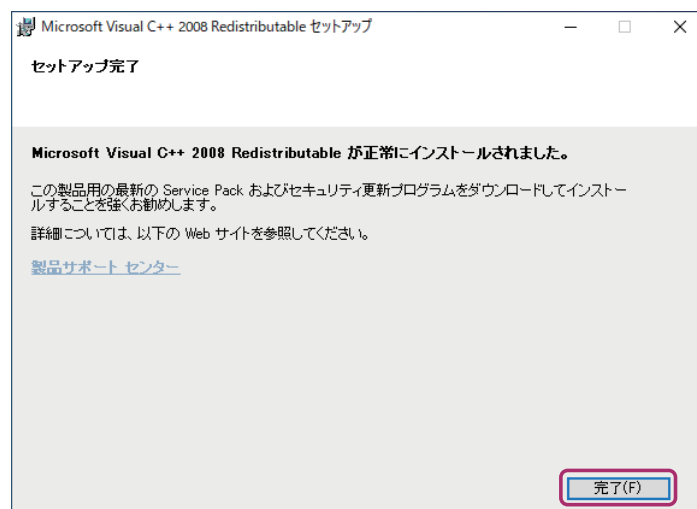 Microsoft Visual C++ 2008 Redistributable セットアップ
セットアップ完了
Microsoft Visual C++ 2008 Redistributable が正常にインストールされました。
この製品用の最新の Service Pack およびセキュリティ更新プログラムをダウンロードしてインストー
ルすることを強くお勧めします。
詳細については、以下の Web サイトを参照してください。
製品サポート センター
完了(F)